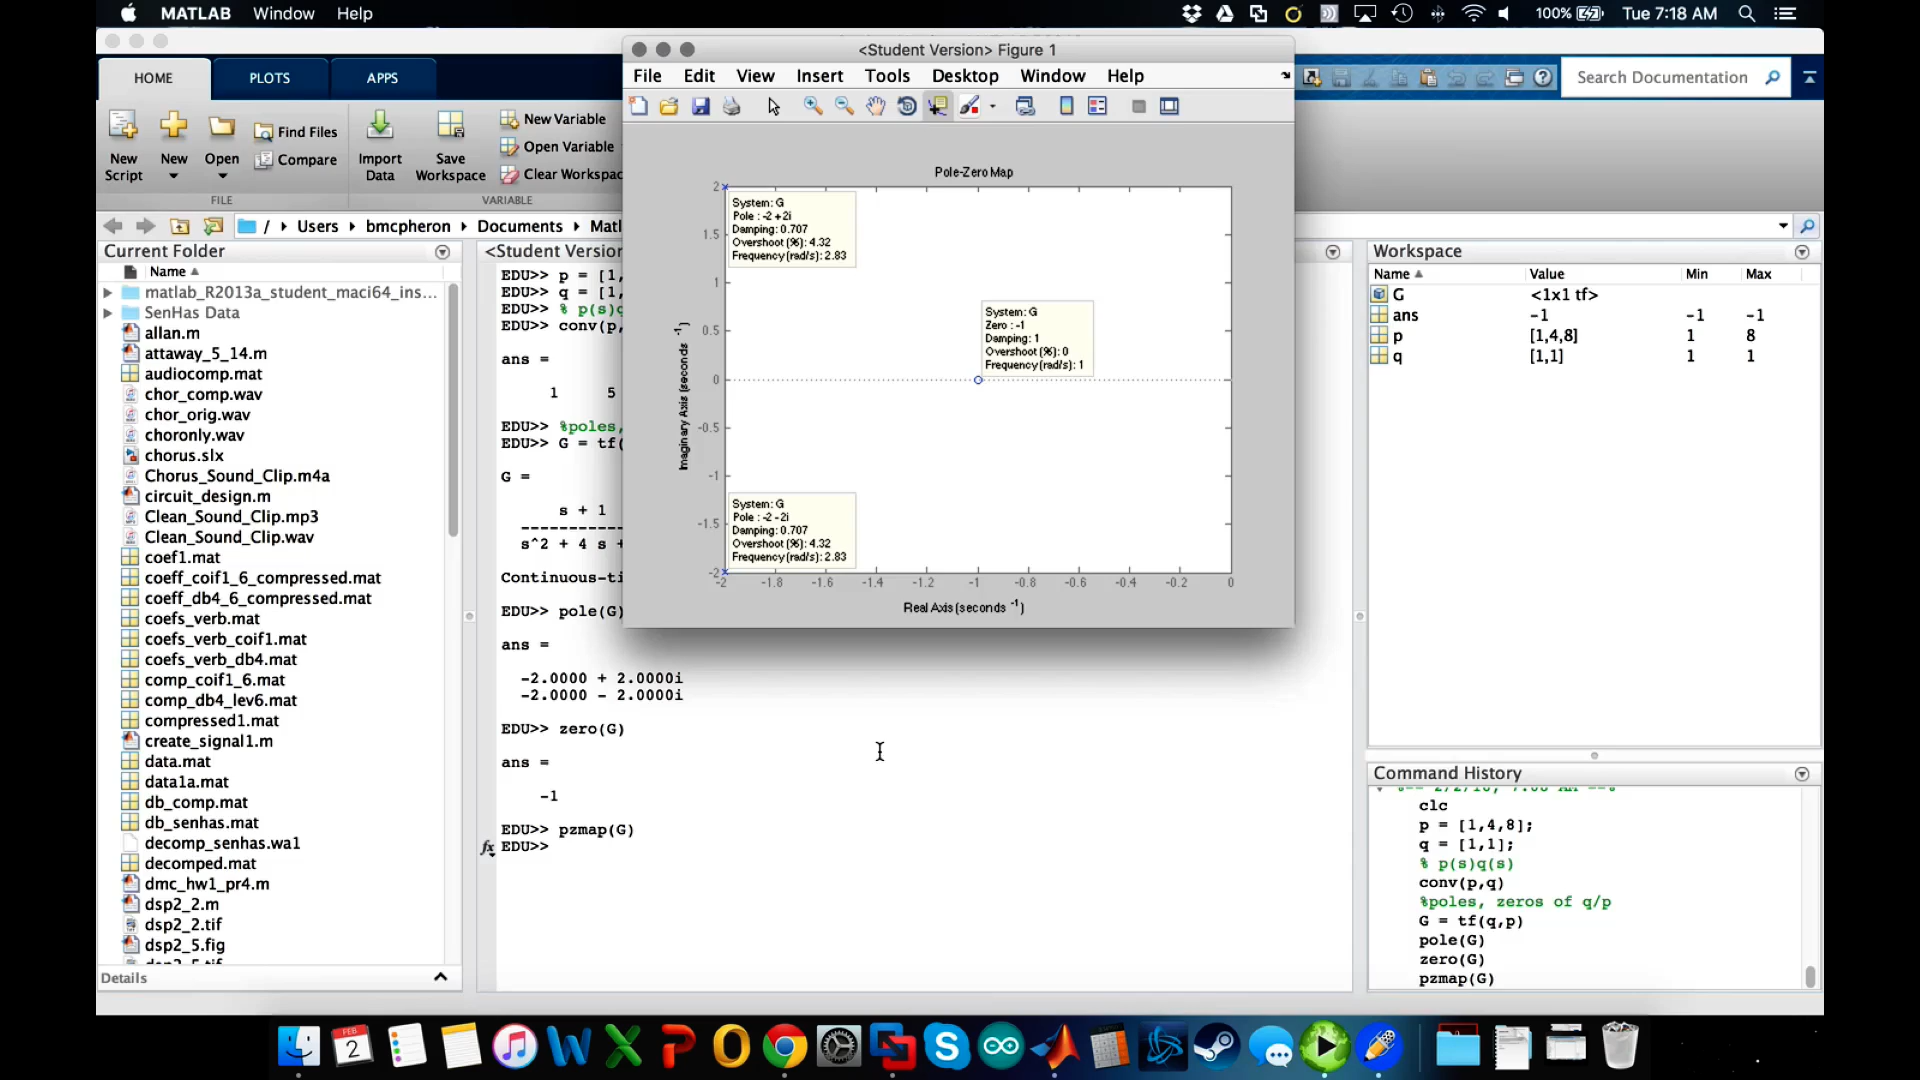 MATLAB Window Help
100% Tue 7:18 AM
<Student Version> Figure 1
HOME PLOTS APPS
File Edit View Insert Tools Desktop Window Help
Search Documentation
New Script
New
Open
Find Files
Compare
Import Data
Save Workspace
New Variable
Open Variable
Clear Workspac
FILE VARIABLE
/ Users bmcpheron Documents Matl
Current Folder
Name
matlab_R2013a_student_maci64_ins...
SenHas Data
allan.m
attaway_5_14.m
audiocomp.mat
chor_comp.wav
chor_orig.wav
choronly.wav
chorus.slx
Chorus_Sound_Clip.m4a
circuit_design.m
Clean_Sound_Clip.mp3
Clean_Sound_Clip.wav
coef1.mat
coeff_coif1_6_compressed.mat
coeff_db4_6_compressed.mat
coefs_verb.mat
coefs_verb_coif1.mat
coefs_verb_db4.mat
comp_coif1_6.mat
comp_db4_lev6.mat
compressed1.mat
create_signal1.m
data.mat
data1a.mat
db_comp.mat
db_senhas.mat
decomp_senhas.wa1
decomped.mat
dmc_hw1_pr4.m
dsp2_2.m
dsp2_2.tif
dsp2_5.fig
dsp2_5.tif
Details
<Student Version
EDU>> p = [1,
EDU>> q = [1,
EDU>> % p(s)q
EDU>> conv(p,
ans =
1 5
EDU>> %poles,
EDU>> G = tf(
G =
s + 1
-----------
s^2 + 4 s +
Continuous-ti
EDU>> pole(G)
ans =
-2.0000 + 2.0000i
-2.0000 - 2.0000i
EDU>> zero(G)
ans =
-1
EDU>> pzmap(G)
fx EDU>>
Pole-Zero Map
2
1.5
1
0.5
0
-0.5
-1
-1.5
-2
Imaginary Axis (seconds -1)
System: G
Pole : -2 + 2i
Damping: 0.707
Overshoot (%): 4.32
Frequency (rad/s): 2.83
System: G
Zero : -1
Damping: 1
Overshoot (%): 0
Frequency (rad/s): 1
System: G
Pole : -2 - 2i
Damping: 0.707
Overshoot (%): 4.32
Frequency (rad/s): 2.83
-2 -1.8 -1.6 -1.4 -1.2 -1 -0.8 -0.6 -0.4 -0.2 0
Real Axis (seconds -1)
Workspace
Name Value Min Max
G <1x1 tf>
ans -1 -1 -1
p [1,4,8] 1 8
q [1,1] 1 1
Command History
clc
p = [1,4,8];
q = [1,1];
% p(s)q(s)
conv(p,q)
%poles, zeros of q/p
G = tf(q,p)
pole(G)
zero(G)
pzmap(G)
FEB
2